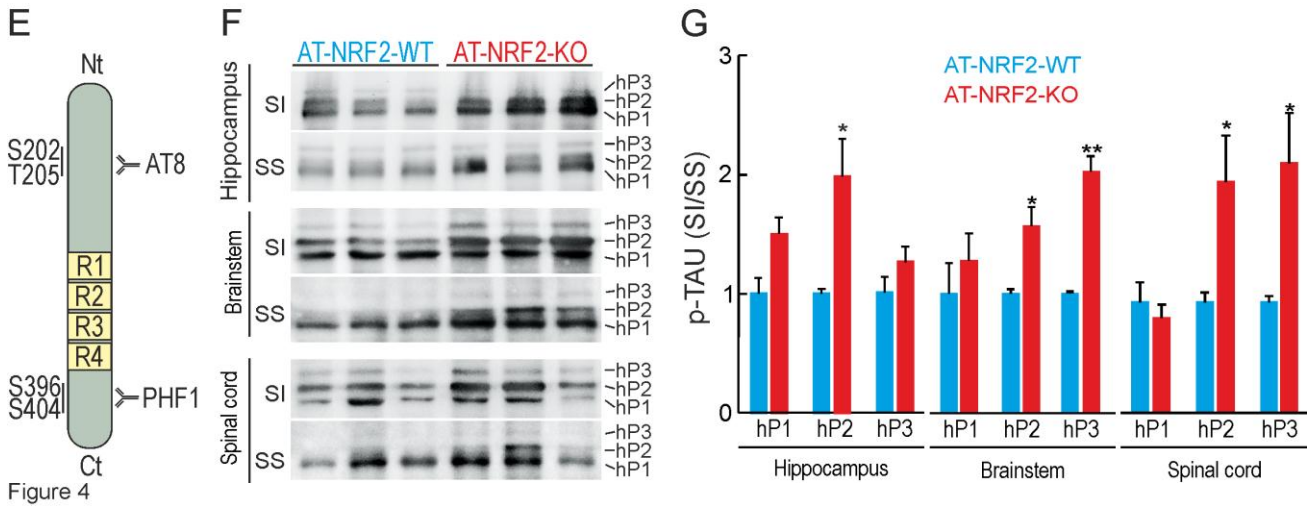 E
Nt
S202
T205
AT8
R1
R2
R3
R4
S396
S404
PHF1
Ct
Figure 4
F
AT-NRF2-WT AT-NRF2-KO
Hippocampus
SI
hP3
hP2
hP1
SS
hP3
hP2
hP1
Brainstem
SI
hP3
hP2
hP1
SS
hP3
hP2
hP1
Spinal cord
SI
hP3
hP2
hP1
SS
hP3
hP2
hP1
G
AT-NRF2-WT
AT-NRF2-KO
p-TAU (SI/SS)
3
2
1
0
* * ** * *
hP1 hP2 hP3 hP1 hP2 hP3 hP1 hP2 hP3
Hippocampus Brainstem Spinal cord